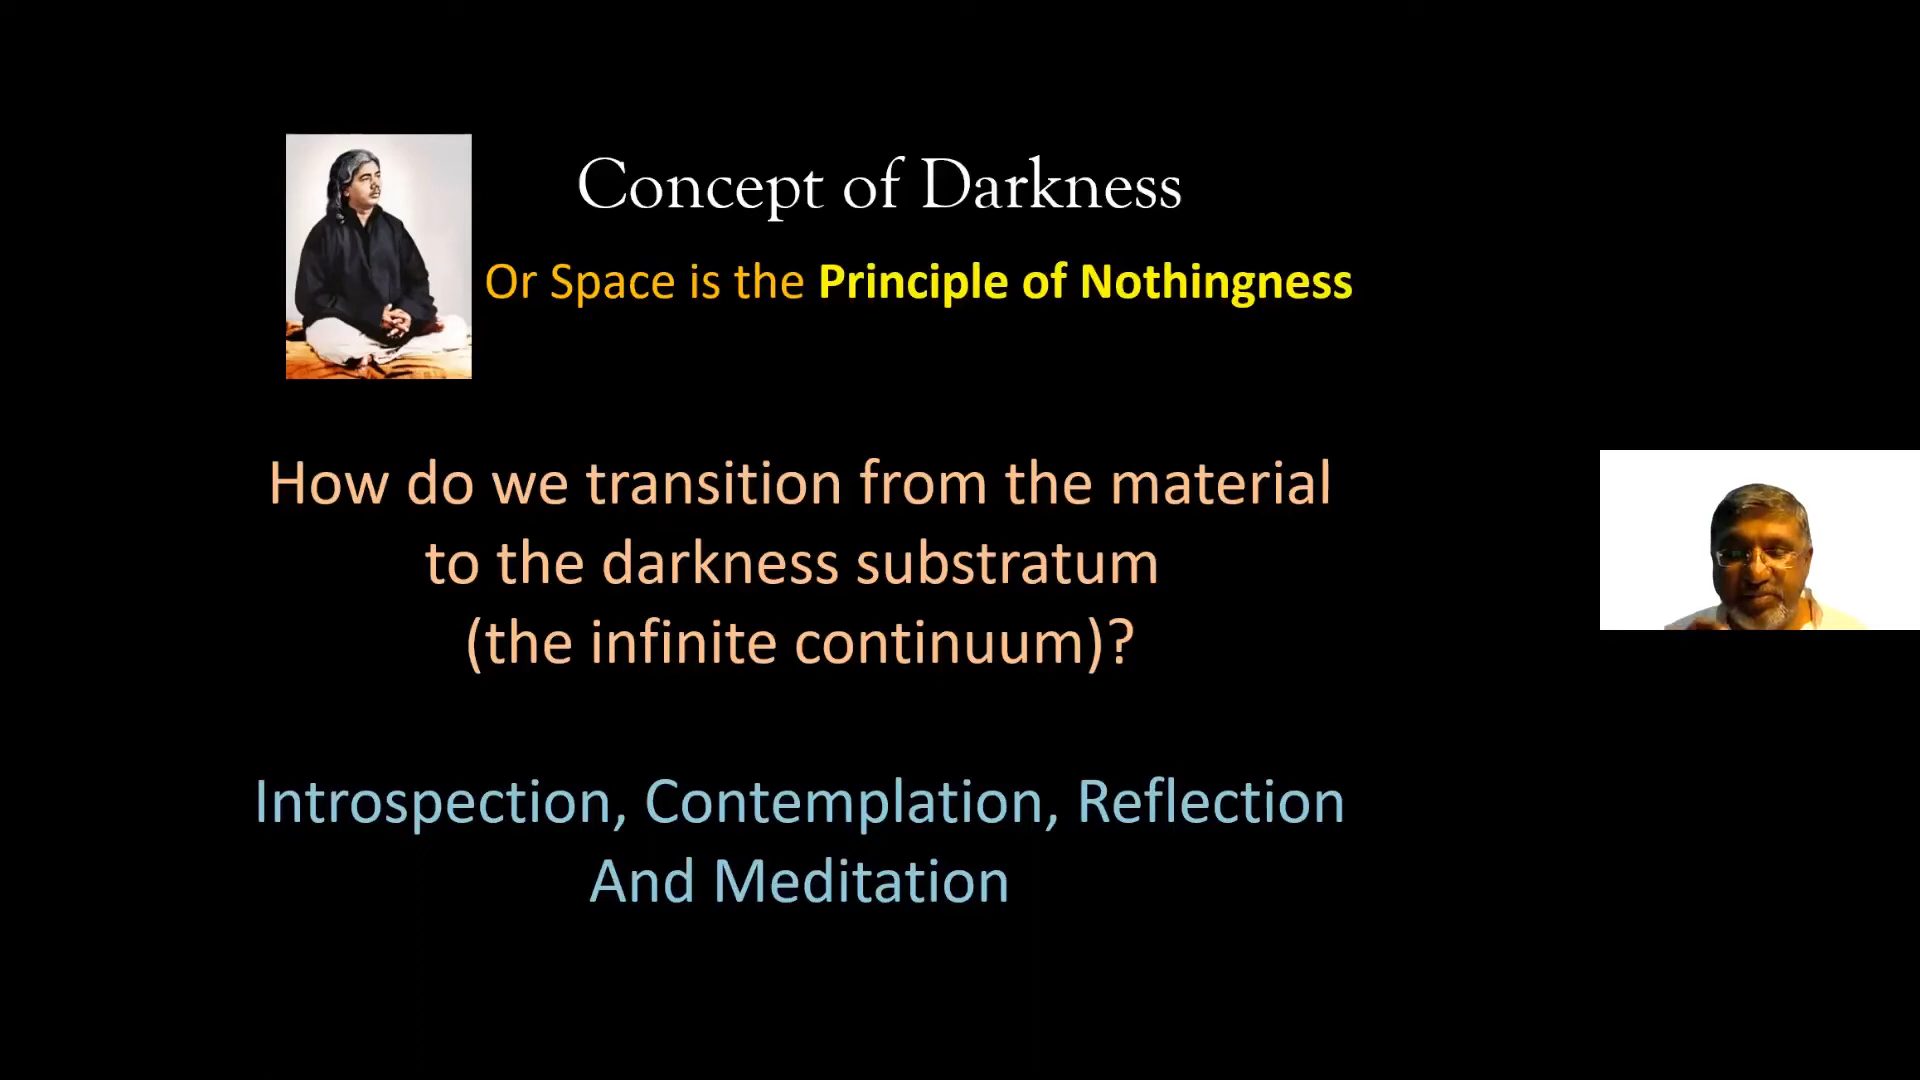 Concept of Darkness
Or Space is the Principle of Nothingness
How do we transition from the material
to the darkness substratum
(the infinite continuum)?
Introspection, Contemplation, Reflection
And Meditation